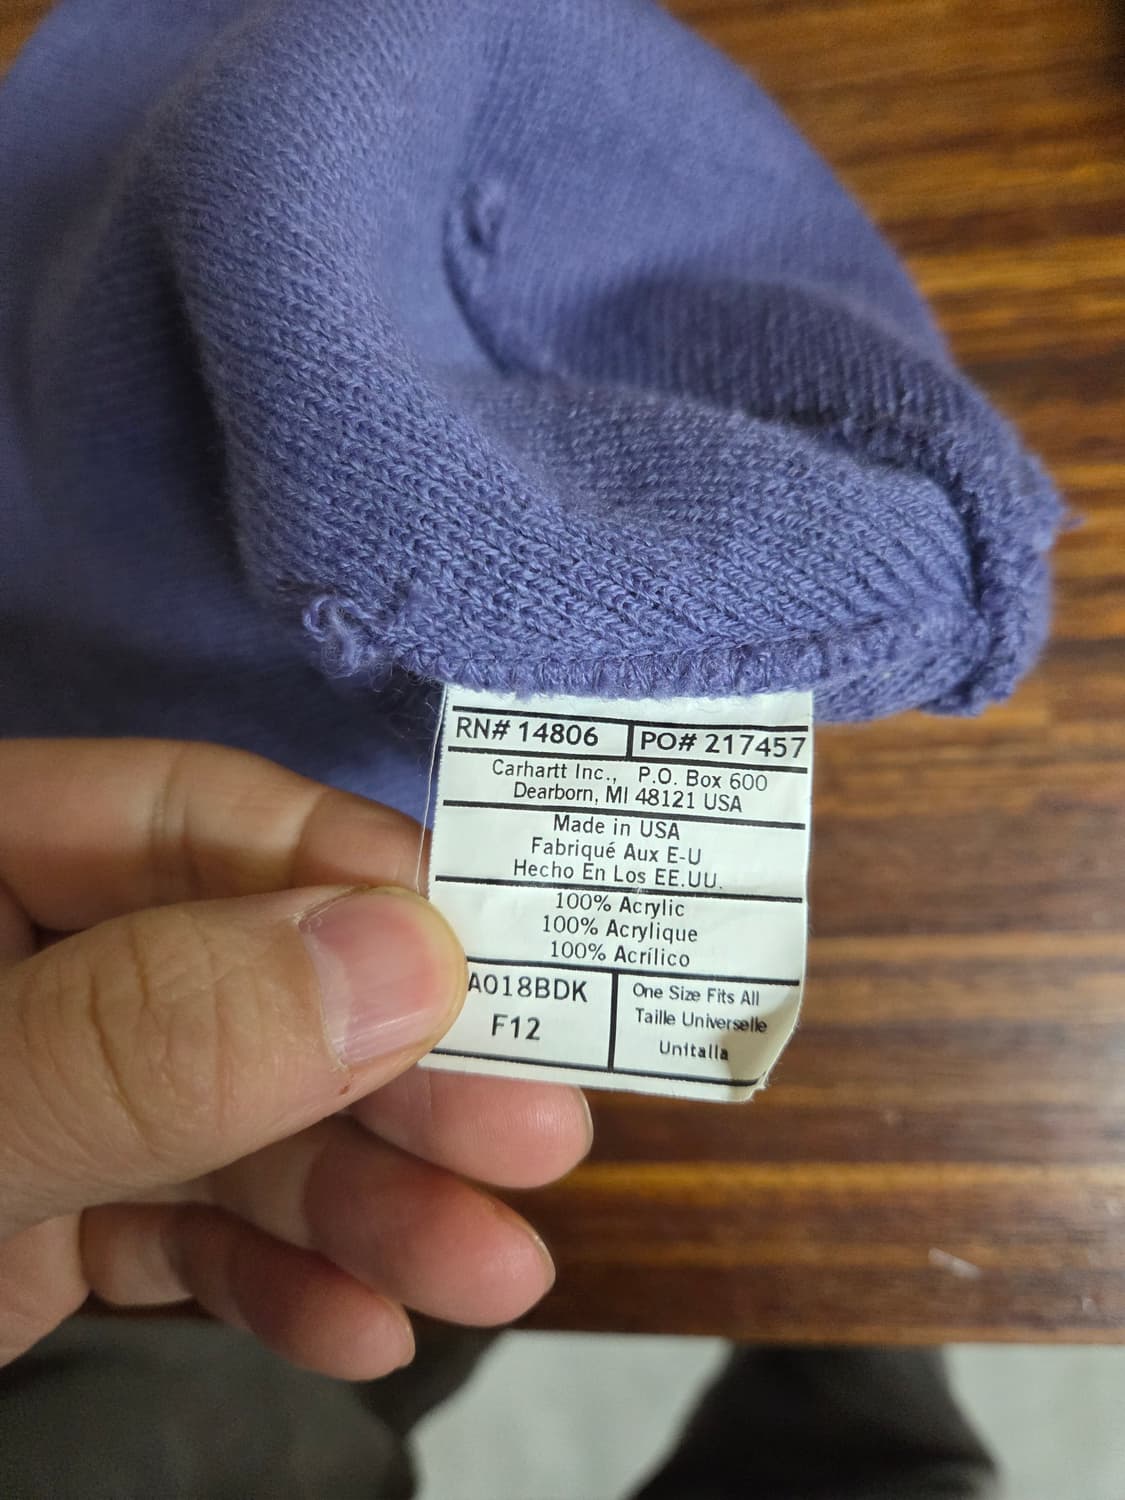 RN# 14806
PO# 217457
Carhartt Inc., P.O. Box 600
Dearborn, MI 48121 USA
Made in USA
Fabriqué Aux E-U
Hecho En Los EE.UU.
100% Acrylic
100% Acrylique
100% Acrílico
A018BDK
F12
One Size Fits All
Taille Universelle
Unitalla